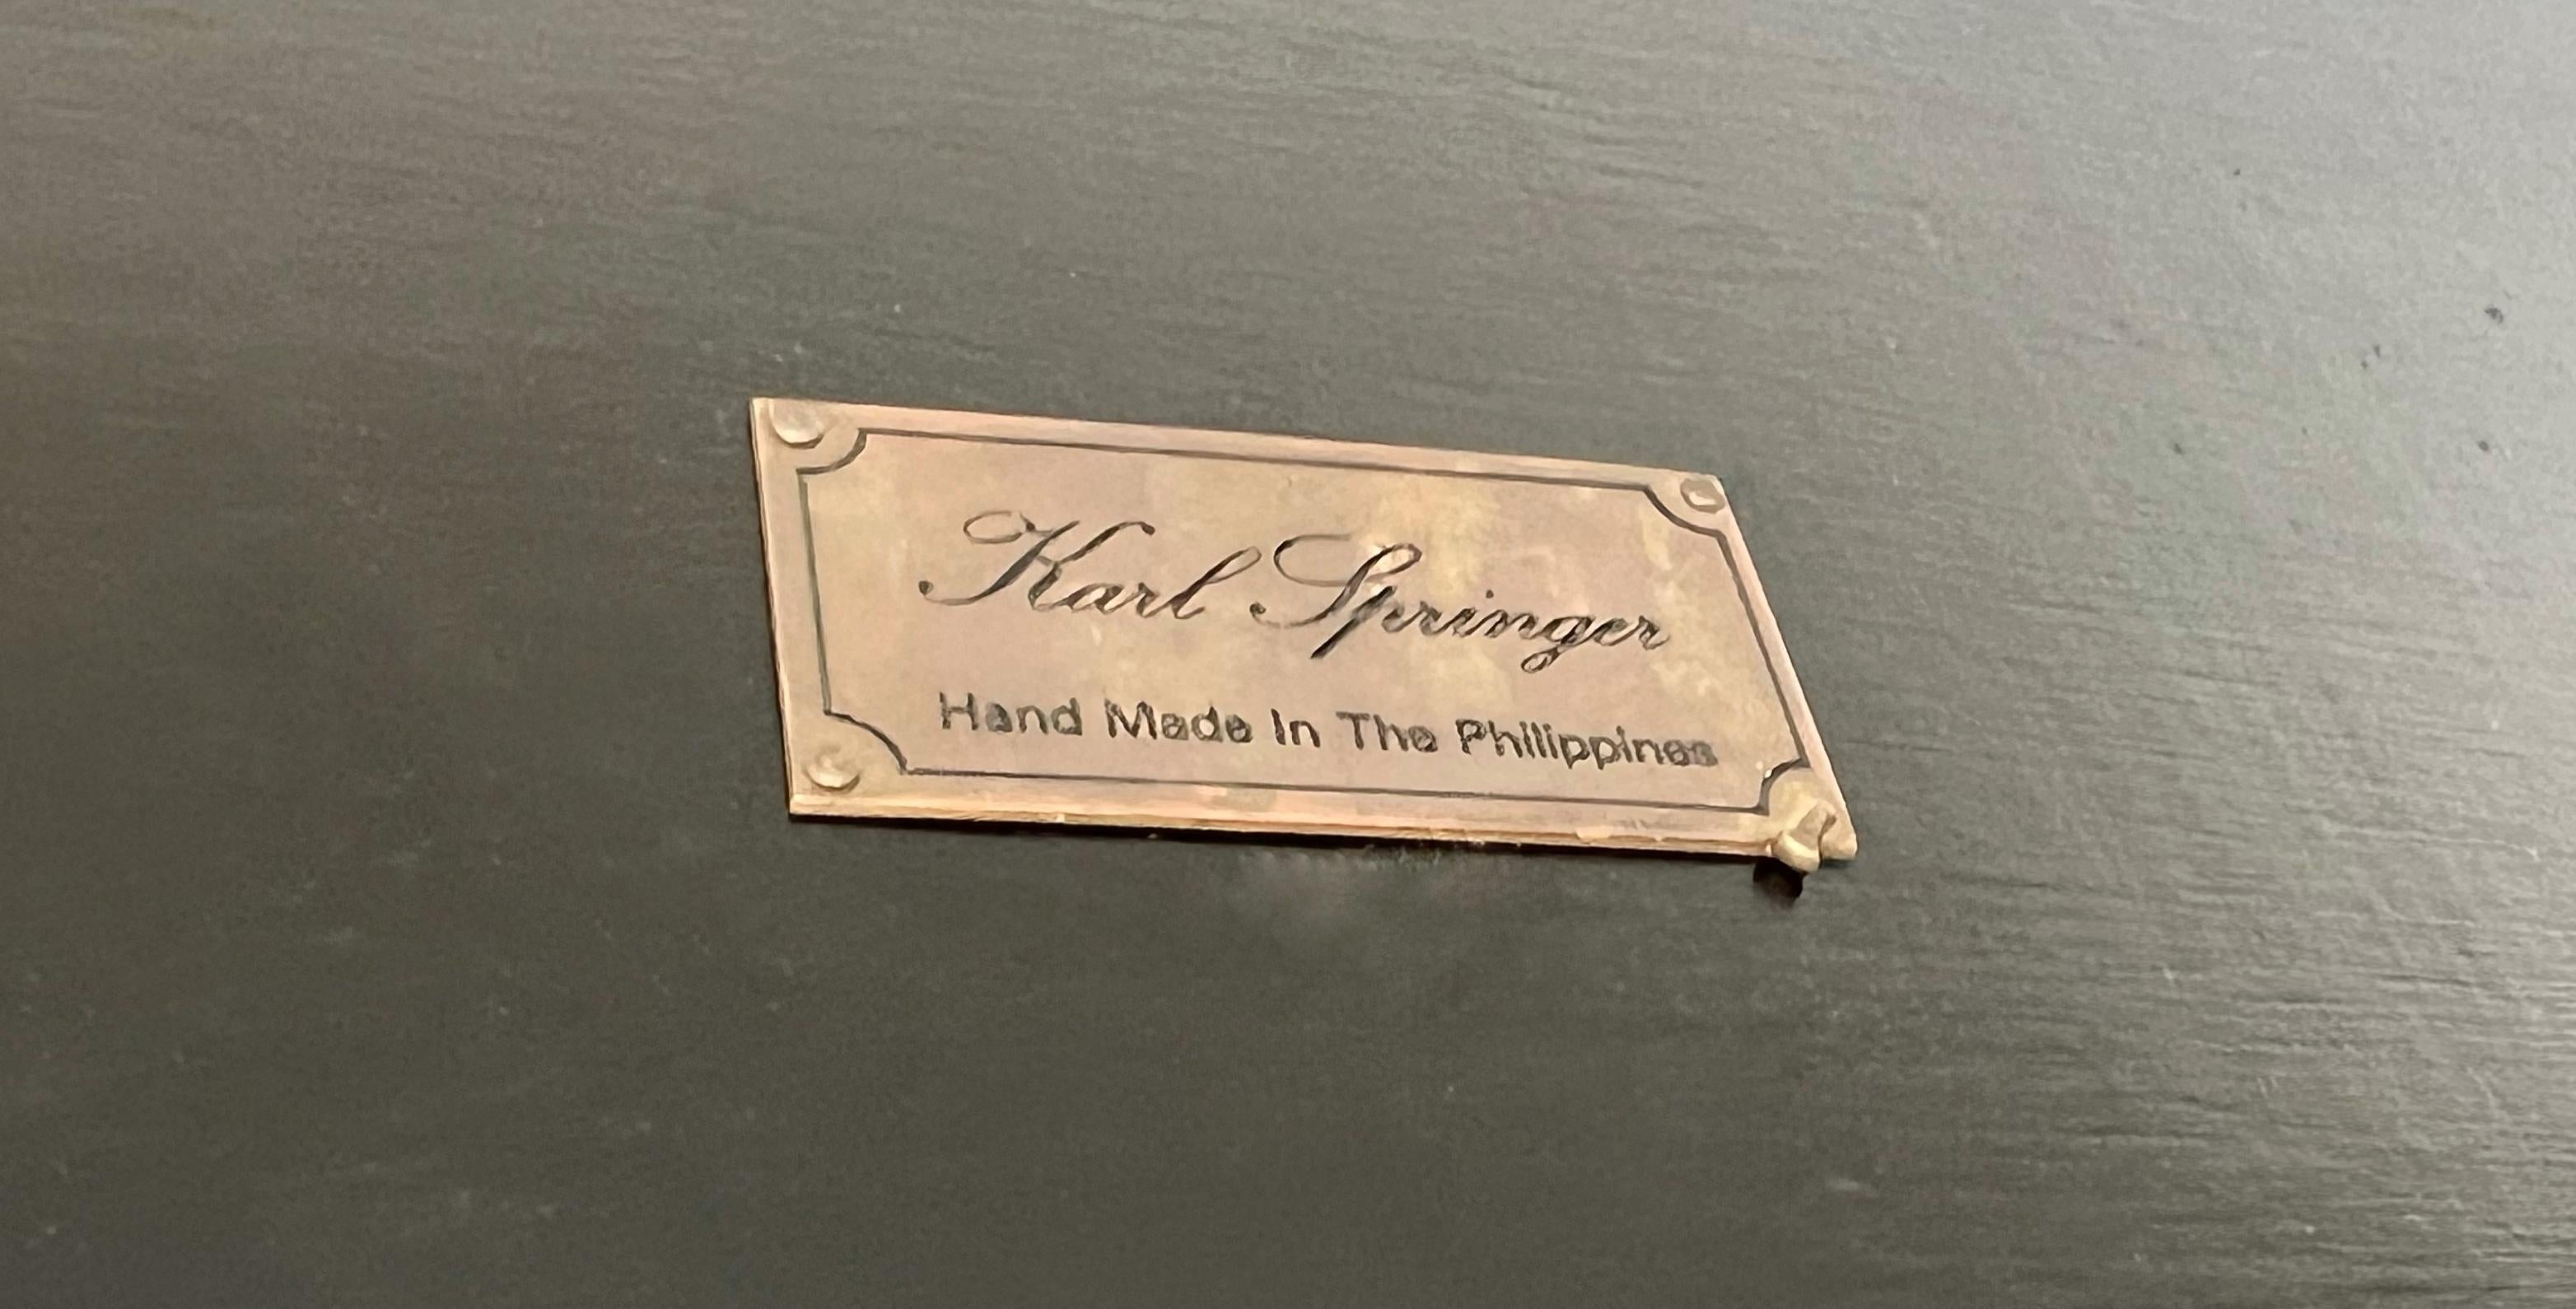 Karl Springer
Hand Made In The Philippines